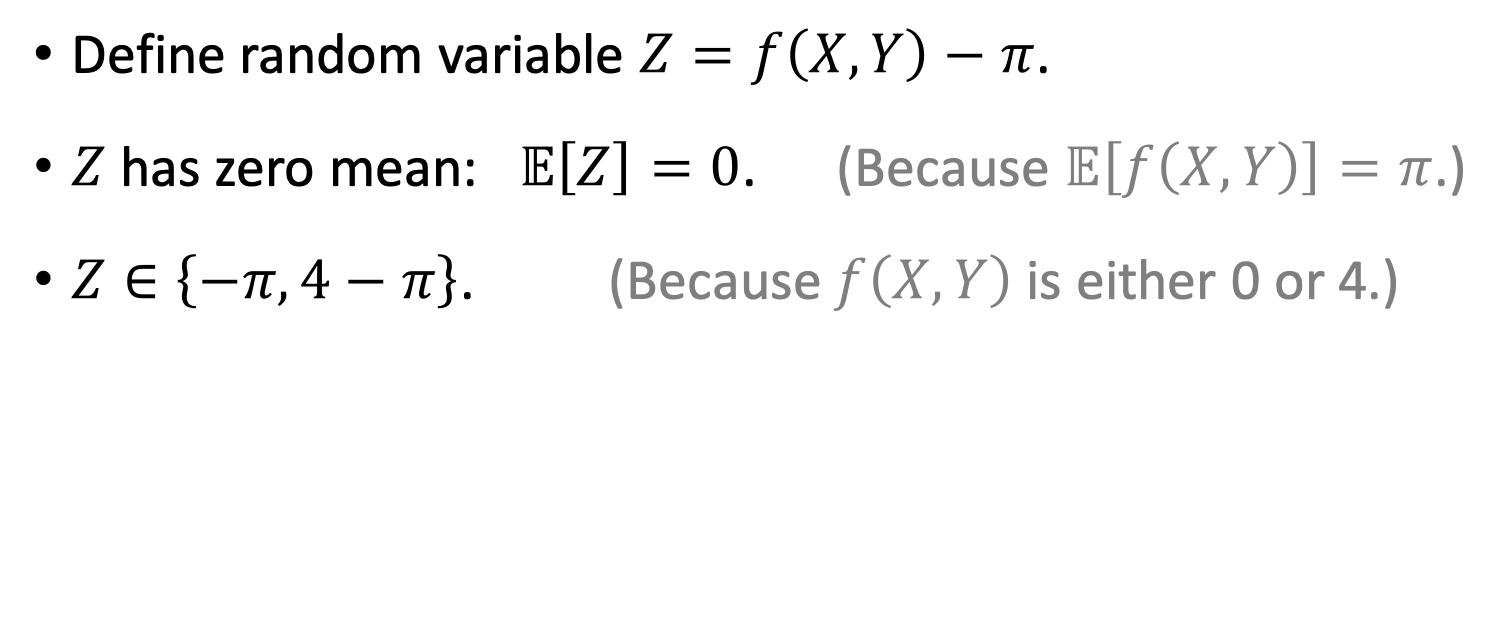 • Define random variable 𝑍 = 𝑓(𝑋, 𝑌) − 𝜋.
• 𝑍 has zero mean: 𝔼[𝑍] = 0. (Because 𝔼[𝑓(𝑋, 𝑌)] = 𝜋.)
• 𝑍 ∈ {−𝜋, 4 − 𝜋}. (Because 𝑓(𝑋, 𝑌) is either 0 or 4.)